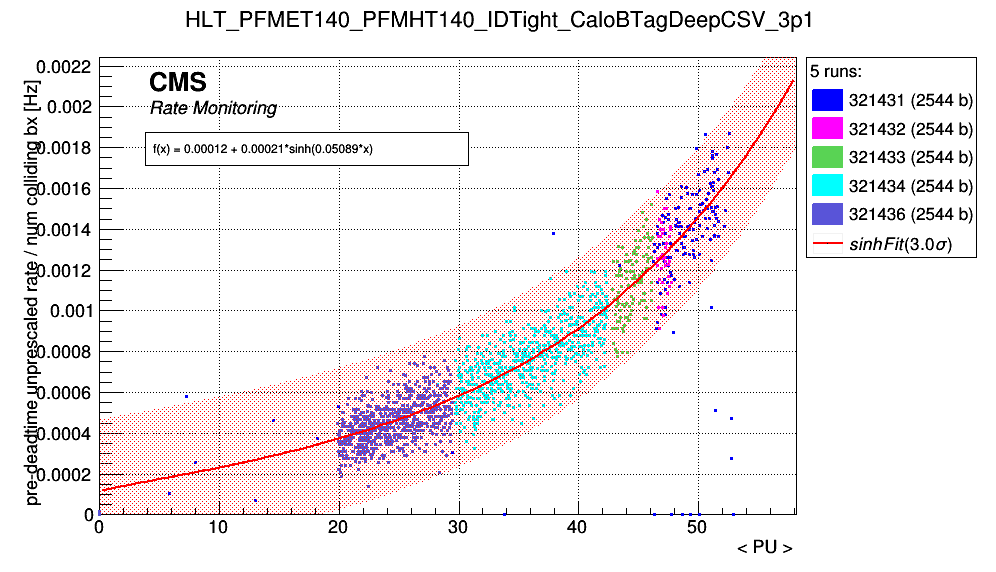 HLT_PFMET140_PFMHT140_IDTight_CaloBTagDeepCSV_3p1
pre-deadtime unprescaled rate / num colliding bx [Hz]
0.0022
0.002
0.0018
0.0016
0.0014
0.0012
0.001
0.0008
0.0006
0.0004
0.0002
0
CMS
Rate Monitoring
f(x) = 0.00012 + 0.00021*sinh(0.05089*x)
5 runs:
321431 (2544 b)
321432 (2544 b)
321433 (2544 b)
321434 (2544 b)
321436 (2544 b)
sinhFit(3.0σ)
0 10 20 30 40 50
< PU >